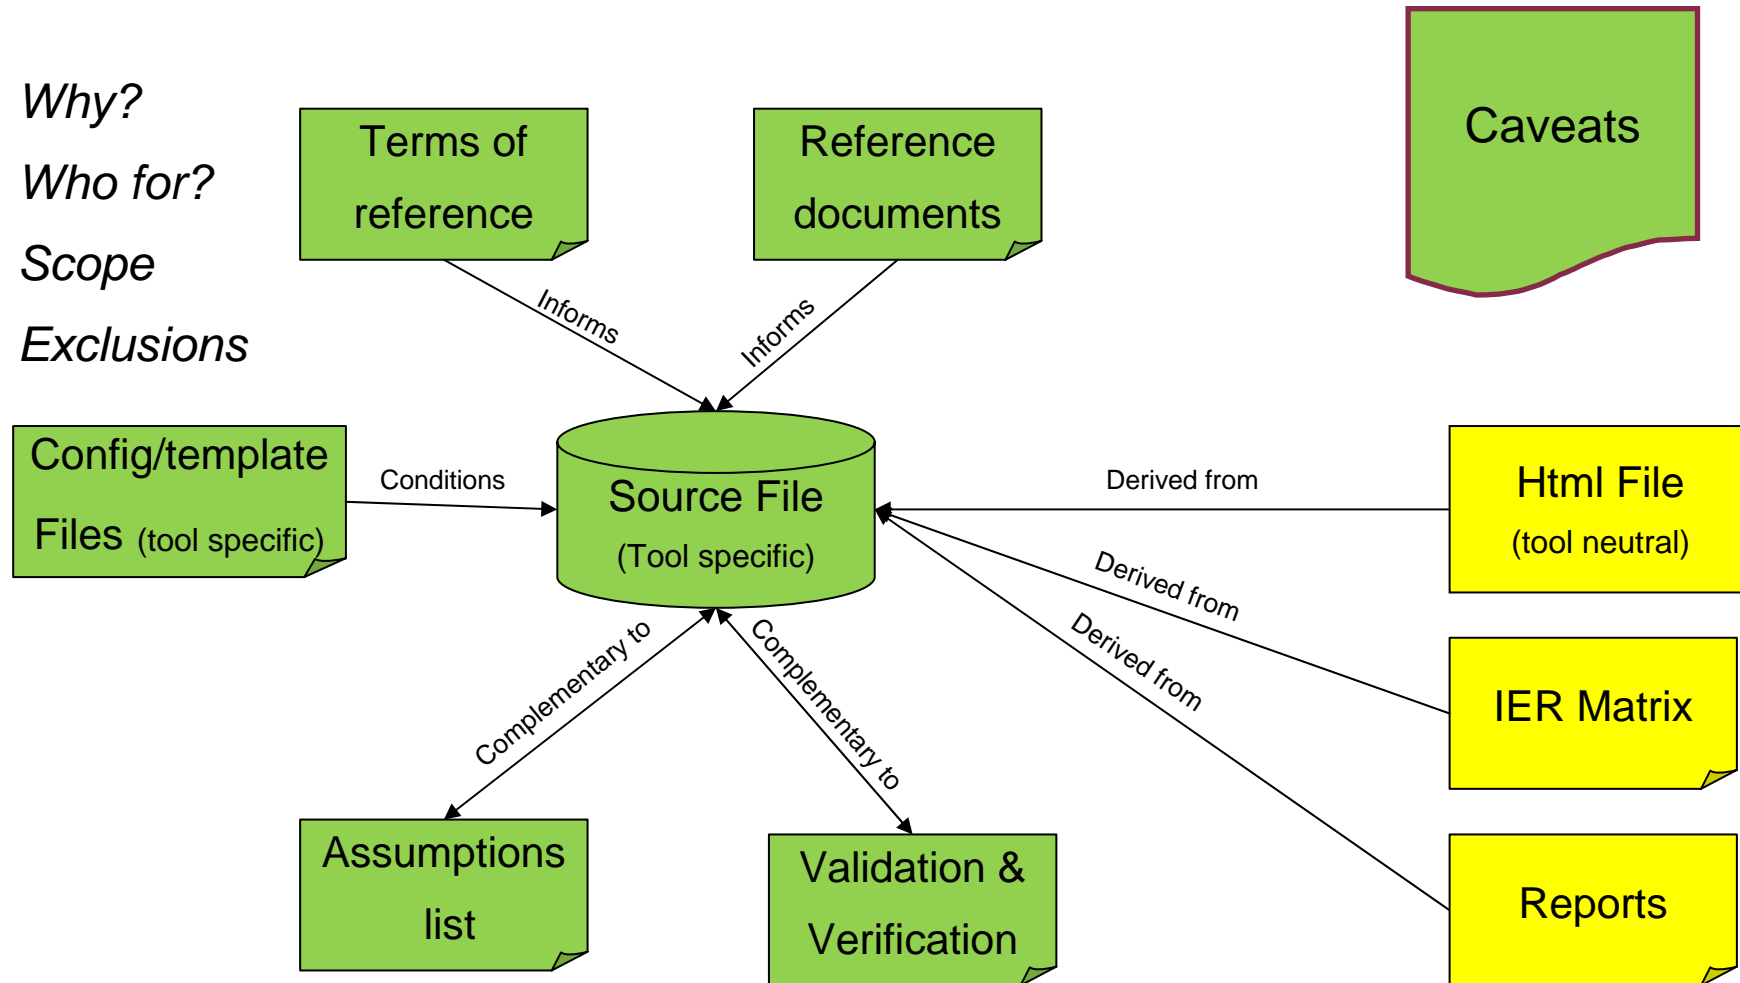 Why?
Who for?
Scope
Exclusions
Terms of
reference
Reference
documents
Caveats
Informs
Informs
Config/template
Files (tool specific)
Conditions
Source File
(Tool specific)
Derived from
Html File
(tool neutral)
Derived from
IER Matrix
Derived from
Reports
Complementary to
Complementary to
Assumptions
list
Validation &
Verification